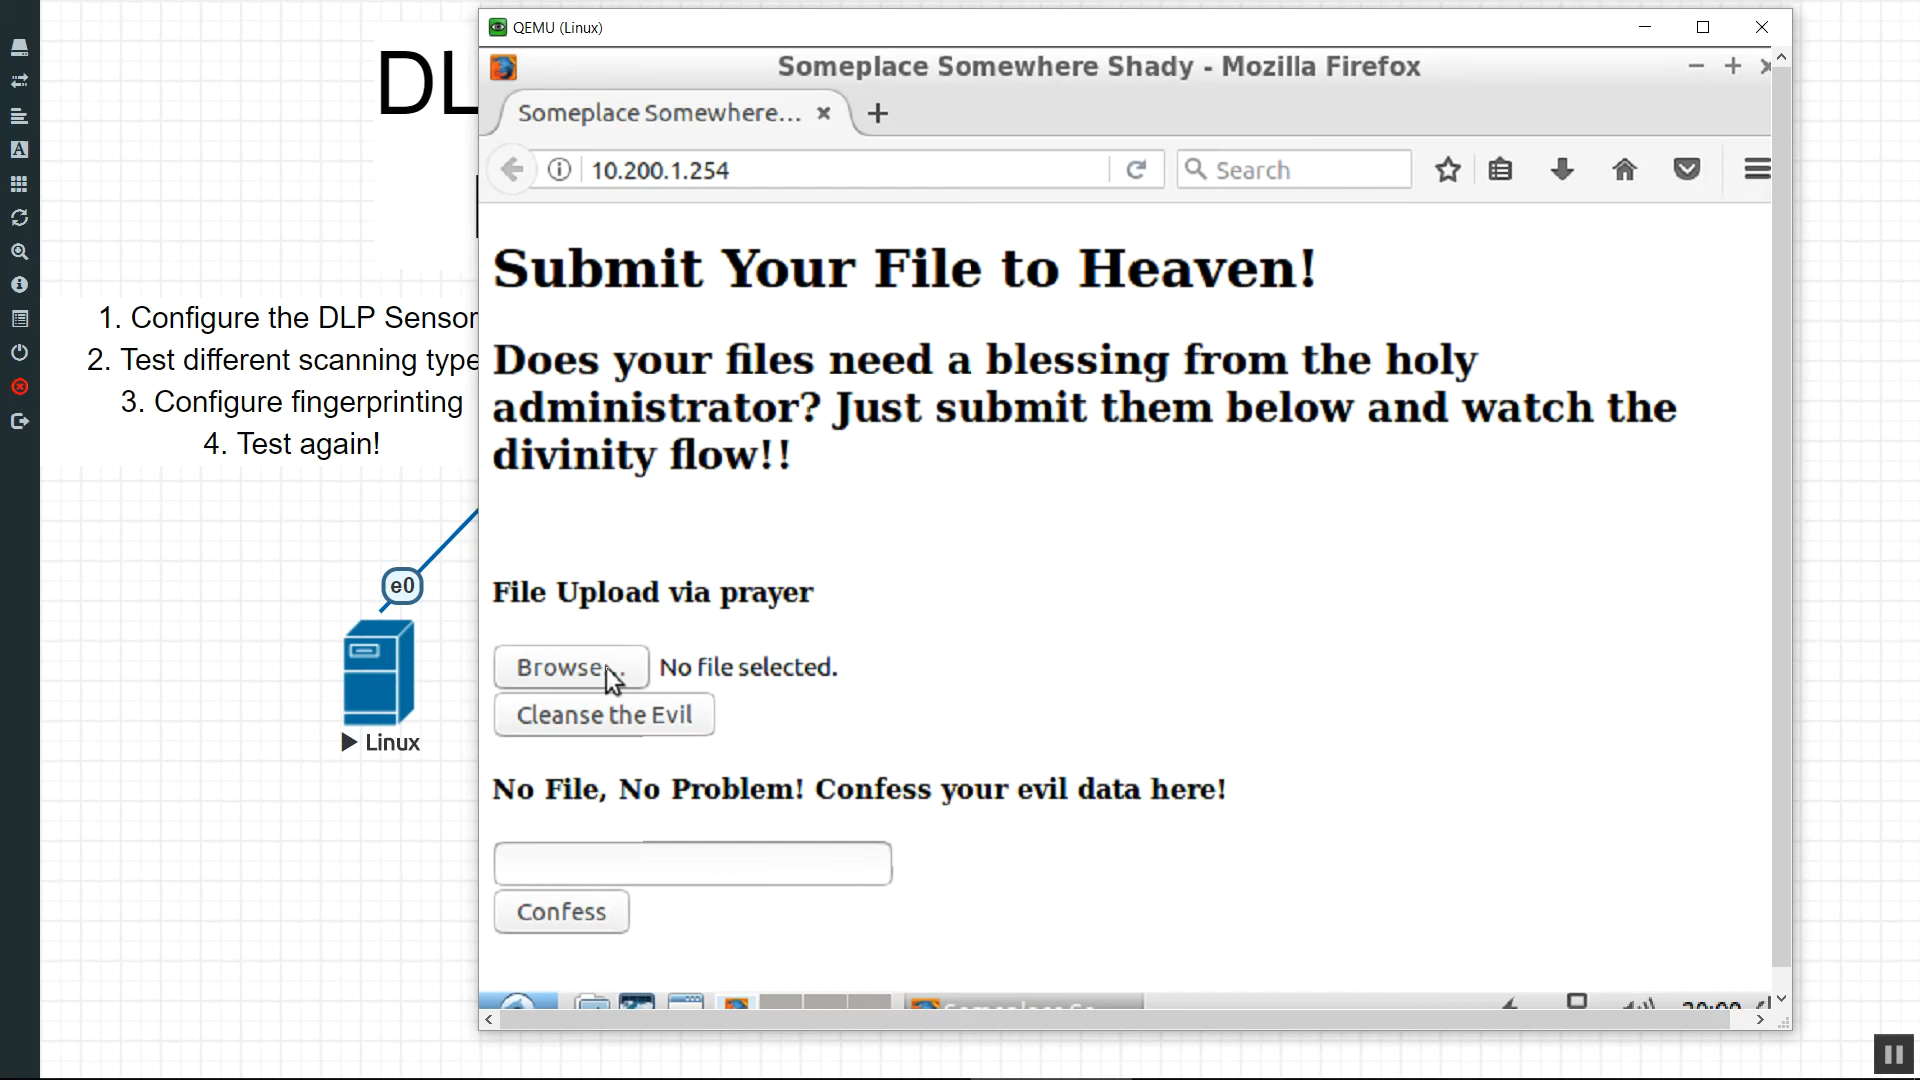 QEMU (Linux)
Someplace Somewhere Shady - Mozilla Firefox
Someplace Somewhere...
10.200.1.254
Search
DL
Submit Your File to Heaven!
Does your files need a blessing from the holy
administrator? Just submit them below and watch the
divinity flow!!
1. Configure the DLP Sensor
2. Test different scanning type
3. Configure fingerprinting
4. Test again!
e0
Linux
File Upload via prayer
Browse... No file selected.
Cleanse the Evil
No File, No Problem! Confess your evil data here!
Confess